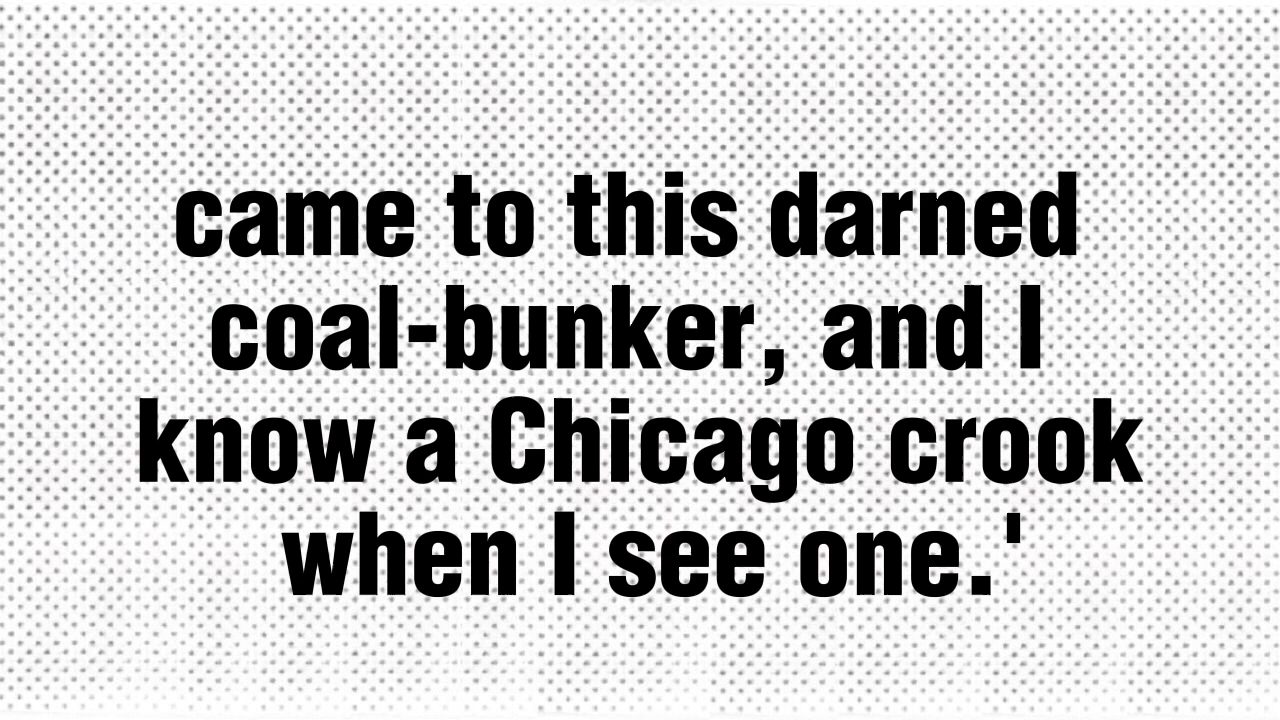 came to this darned
coal-bunker, and I
know a Chicago crook
when I see one.'